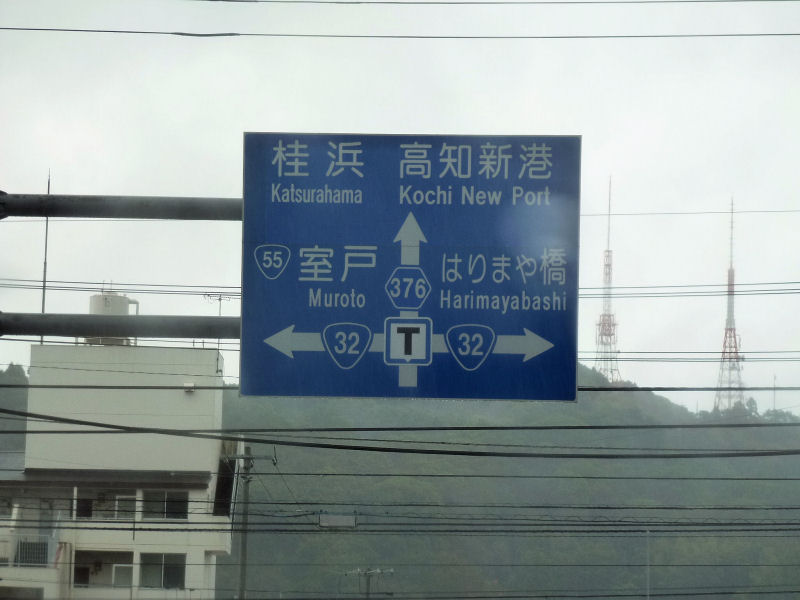 桂浜 高知新港
Katsurahama Kochi New Port
55 室戸 はりまや橋
376
Muroto Harimayabashi
32 T 32